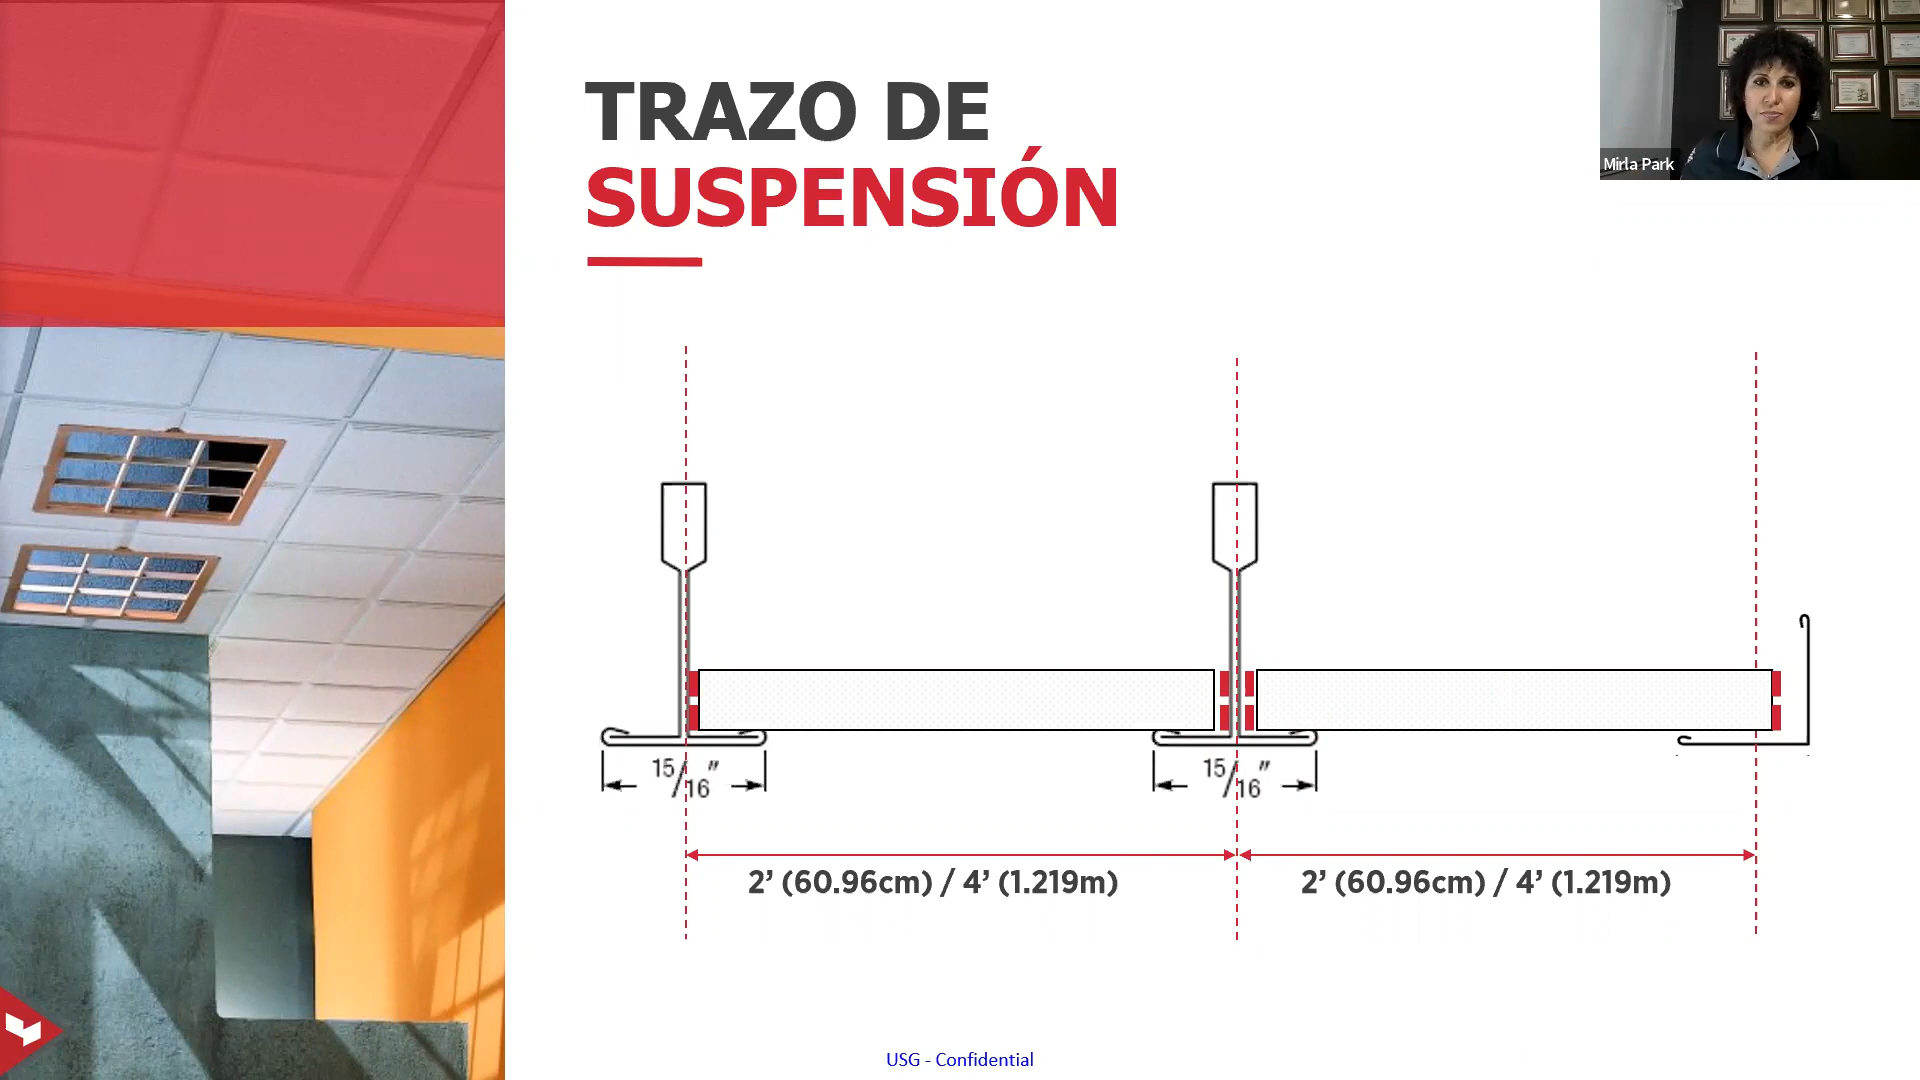 TRAZO DE
SUSPENSIÓN
Mirla Park
15/16"
15/16"
2’ (60.96cm) / 4’ (1.219m)
2’ (60.96cm) / 4’ (1.219m)
USG - Confidential